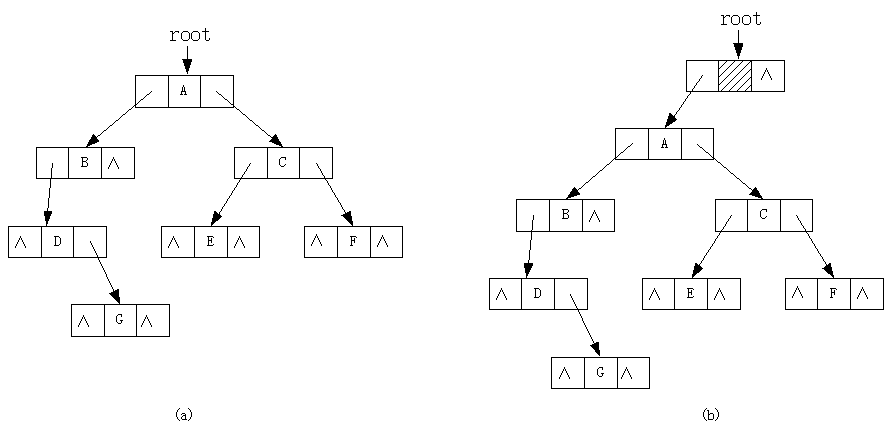 root
A
B ∧
C
∧ D
∧ E ∧
∧ F ∧
∧ G ∧
(a)
root
∧
A
B ∧
C
∧ D
∧ E ∧
∧ F ∧
∧ G ∧
(b)